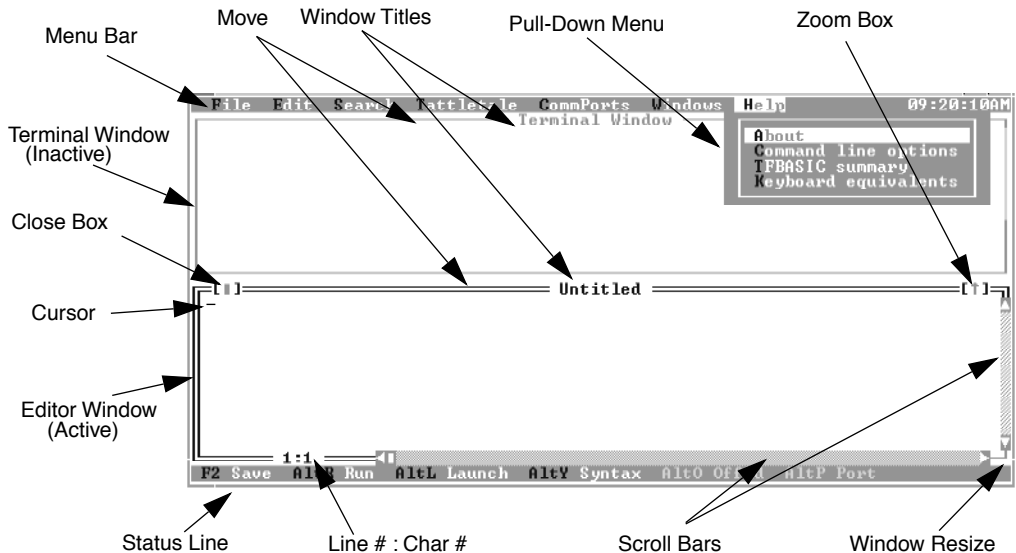 Move
Window Titles
Pull-Down Menu
Zoom Box
Menu Bar
File Edit Search Tattletale CommPorts Windows Help 09:20:10AM
Terminal Window
About
Command line options
TFBASIC summary
Keyboard equivalents
Terminal Window
(Inactive)
Close Box
[ ] Untitled [↑]
Cursor
Editor Window
(Active)
1:1
F2 Save AltR Run AltL Launch AltY Syntax AltO AltP Port
Status Line
Line # : Char #
Scroll Bars
Window Resize